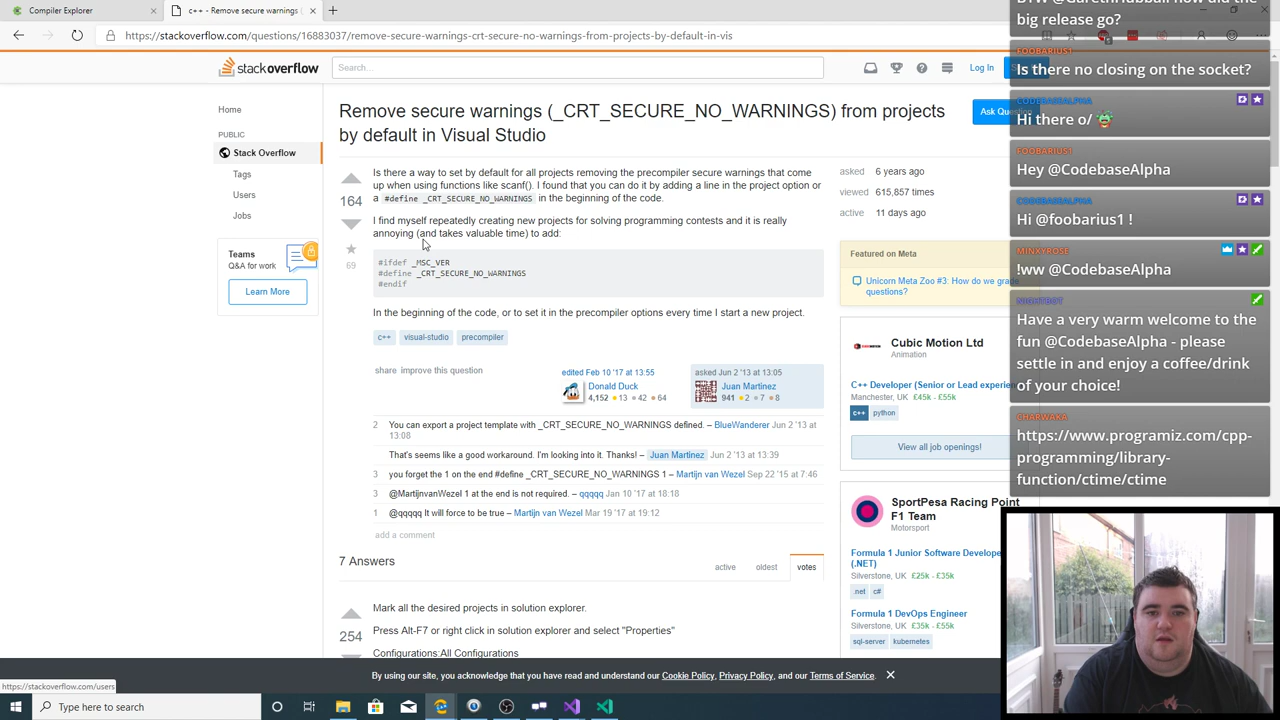 Compiler Explorer
c++ - Remove secure warnings (
https://stackoverflow.com/questions/16883037/remove-secure-warnings-crt-secure-no-warnings-from-projects-by-default-in-vis
stackoverflow
Search...
Log In
Home
PUBLIC
Stack Overflow
Tags
Users
Jobs
Teams
Q&A for work
Learn More
Remove secure warnings (_CRT_SECURE_NO_WARNINGS) from projects
by default in Visual Studio
Ask Question
164
69
Is there a way to set by default for all projects removing the precompiler secure warnings that come
up when using functions like scanf(). I found that you can do it by adding a line in the project option or
a #define _CRT_SECURE_NO_WARNINGS in the beginning of the code.
I find myself repeatedly creating new projects for solving programming contests and it is really
annoying (and takes valuable time) to add:
#ifdef _MSC_VER
#define _CRT_SECURE_NO_WARNINGS
#endif
In the beginning of the code, or to set it in the precompiler options every time I start a new project.
c++ visual-studio precompiler
share improve this question
edited Feb 10 '17 at 13:55
Donald Duck
4,152 13 42 64
asked Jun 2 '13 at 13:05
Juan Martinez
941 2 7 8
2 You can export a project template with _CRT_SECURE_NO_WARNINGS defined. – BlueWanderer Jun 2 '13 at
13:08
That's seems like a good workaround. I'm looking into it. Thanks! – Juan Martinez Jun 2 '13 at 13:39
3 you forget the 1 on the end #define _CRT_SECURE_NO_WARNINGS 1 – Martijn van Wezel Sep 22 '15 at 7:46
3 @MartijnvanWezel 1 at the end is not required. – qqqqq Jan 10 '17 at 18:18
1 @qqqqq It will force to be true – Martijn van Wezel Mar 19 '17 at 19:12
add a comment
7 Answers
active oldest votes
254
Mark all the desired projects in solution explorer.
Press Alt-F7 or right click in solution explorer and select "Properties"
Configurations:All Configurations
asked 6 years ago
viewed 615,857 times
active 11 days ago
Featured on Meta
Unicorn Meta Zoo #3: How do we grade
questions?
Cubic Motion Ltd
Animation
C++ Developer (Senior or Lead experien
Manchester, UK £45k - £55k
c++ python
View all job openings!
SportPesa Racing Point
F1 Team
Motorsport
Formula 1 Junior Software Develope
(.NET)
Silverstone, UK £25k - £35k
.net c#
Formula 1 DevOps Engineer
Silverstone, UK £35k - £55k
sql-server kubernetes
By using our site, you acknowledge that you have read and understand our Cookie Policy, Privacy Policy, and our Terms of Service.
https://stackoverflow.com/users
Type here to search
big release go?
FOOBARIUS1
Is there no closing on the socket?
CODEBASEALPHA
Hi there o/
FOOBARIUS1
Hey @CodebaseAlpha
CODEBASEALPHA
Hi @foobarius1 !
MINXYROSE
!ww @CodebaseAlpha
NIGHTBOT
Have a very warm welcome to the
fun @CodebaseAlpha - please
settle in and enjoy a coffee/drink
of your choice!
CHARWAKA
https://www.programiz.com/cpp-
programming/library-
function/ctime/ctime